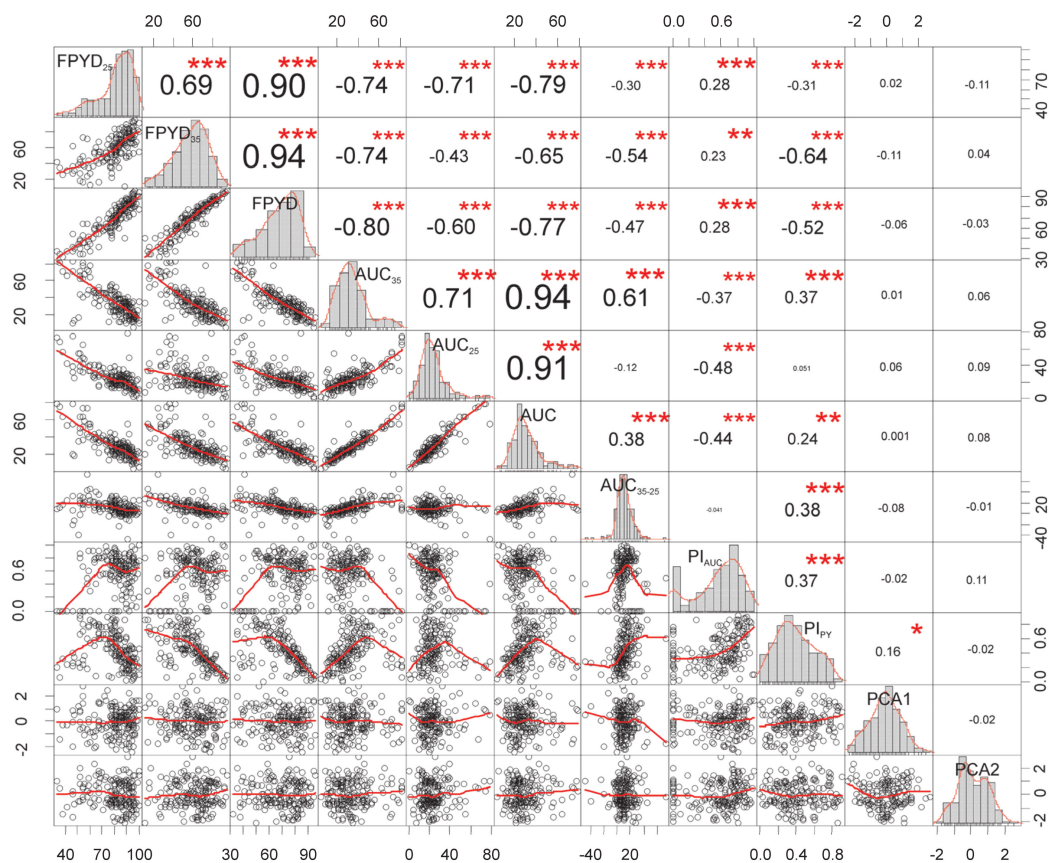 20 60 20 60 20 60 0.0 0.6 -2 0 2
FPYD25 *** 0.69 *** 0.90 *** -0.74 *** -0.71 *** -0.79 *** -0.30 *** 0.28 *** -0.31 0.02 -0.11 40 70
20 60 FPYD35 *** 0.94 *** -0.74 *** -0.43 *** -0.65 *** -0.54 ** 0.23 *** -0.64 -0.11 0.04
FPYD *** -0.80 *** -0.60 *** -0.77 *** -0.47 *** 0.28 *** -0.52 -0.06 -0.03 30 60 90
20 60 AUC35 *** 0.71 *** 0.94 *** 0.61 *** -0.37 *** 0.37 0.01 0.06
AUC25 *** 0.91 -0.12 *** -0.48 0.051 0.06 0.09 0 40 80
20 60 AUC *** 0.38 *** -0.44 ** 0.24 0.001 0.08
AUC35-25 -0.041 *** 0.38 -0.08 -0.01 -40 20
0.0 0.6 PIAUC *** 0.37 -0.02 0.11
PIPY * 0.16 -0.02 0.0 0.6
-2 0 2 PCA1 -0.02
PCA2 -2 0 2
40 70 100 30 60 90 0 40 80 -40 20 0.0 0.4 0.8 -2 0 2